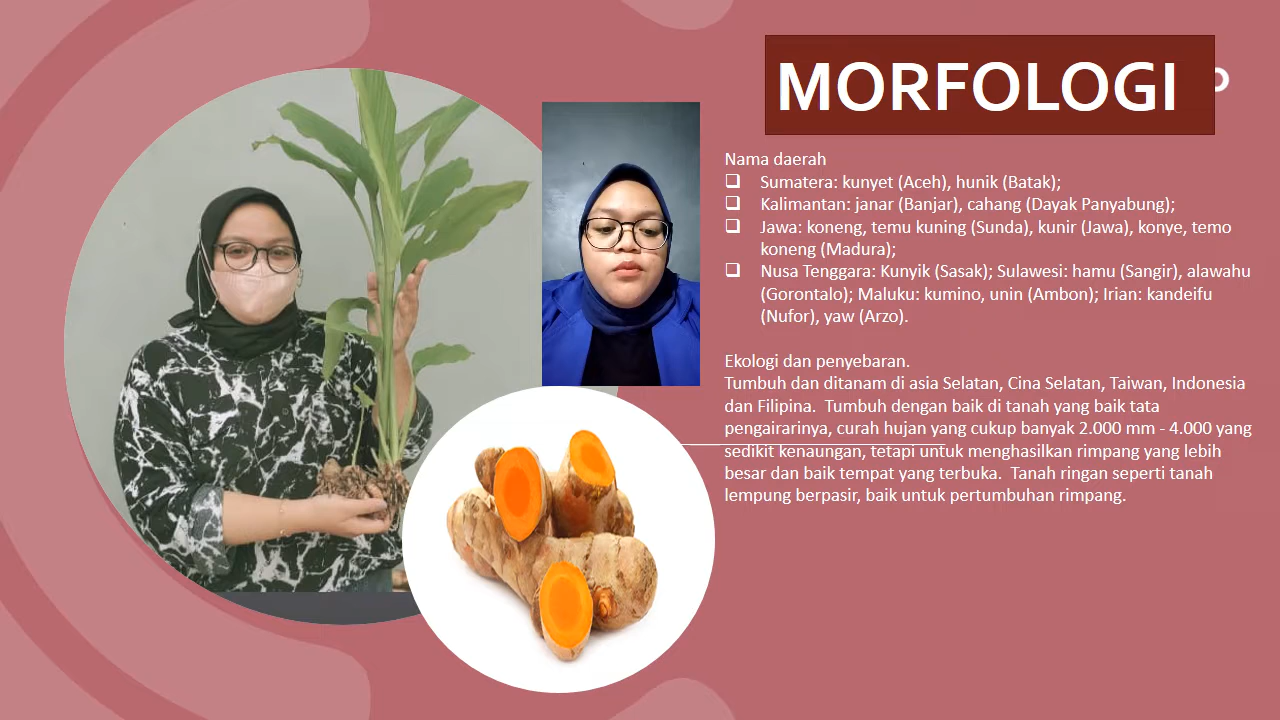 MORFOLOGI
Nama daerah
❑ Sumatera: kunyet (Aceh), hunik (Batak);
❑ Kalimantan: janar (Banjar), cahang (Dayak Panyabung);
❑ Jawa: koneng, temu kuning (Sunda), kunir (Jawa), konye, temo
koneng (Madura);
❑ Nusa Tenggara: Kunyik (Sasak); Sulawesi: hamu (Sangir), alawahu
(Gorontalo); Maluku: kumino, unin (Ambon); Irian: kandeifu
(Nufor), yaw (Arzo).
Ekologi dan penyebaran.
Tumbuh dan ditanam di asia Selatan, Cina Selatan, Taiwan, Indonesia
dan Filipina. Tumbuh dengan baik di tanah yang baik tata
pengairarinya, curah hujan yang cukup banyak 2.000 mm - 4.000 yang
sedikit kenaungan, tetapi untuk menghasilkan rimpang yang lebih
besar dan baik tempat yang terbuka. Tanah ringan seperti tanah
lempung berpasir, baik untuk pertumbuhan rimpang.